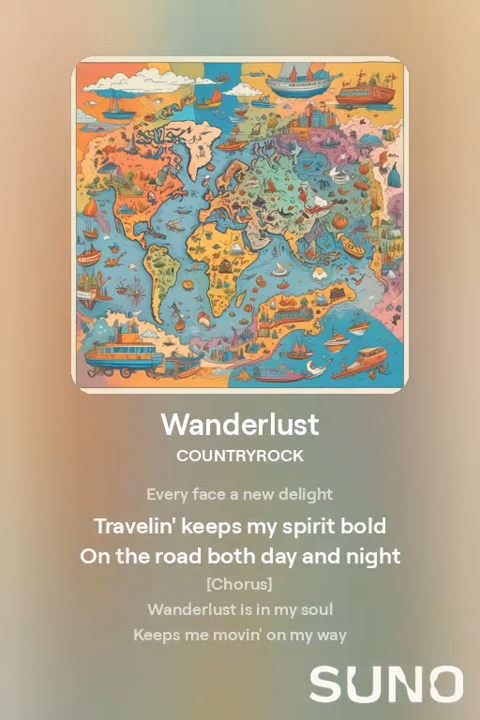 Wanderlust
COUNTRYROCK
Every face a new delight
Travelin' keeps my spirit bold
On the road both day and night
[Chorus]
Wanderlust is in my soul
Keeps me movin' on my way
SUNO